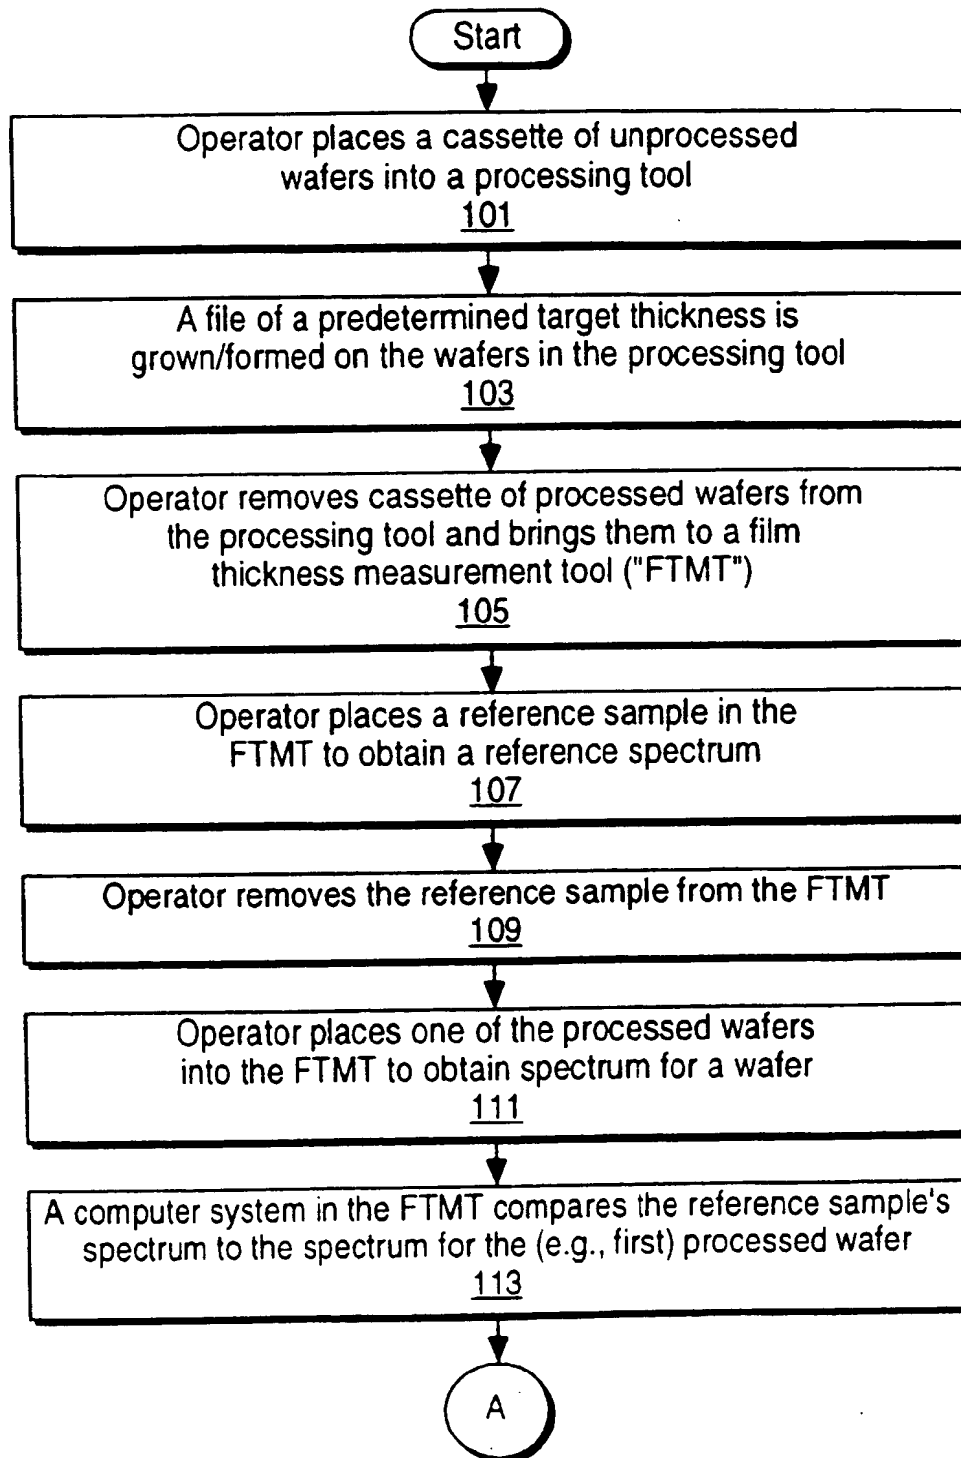 Start
Operator places a cassette of unprocessed
wafers into a processing tool
101
A file of a predetermined target thickness is
grown/formed on the wafers in the processing tool
103
Operator removes cassette of processed wafers from
the processing tool and brings them to a film
thickness measurement tool ("FTMT")
105
Operator places a reference sample in the
FTMT to obtain a reference spectrum
107
Operator removes the reference sample from the FTMT
109
Operator places one of the processed wafers
into the FTMT to obtain spectrum for a wafer
111
A computer system in the FTMT compares the reference sample's
spectrum to the spectrum for the (e.g., first) processed wafer
113
A